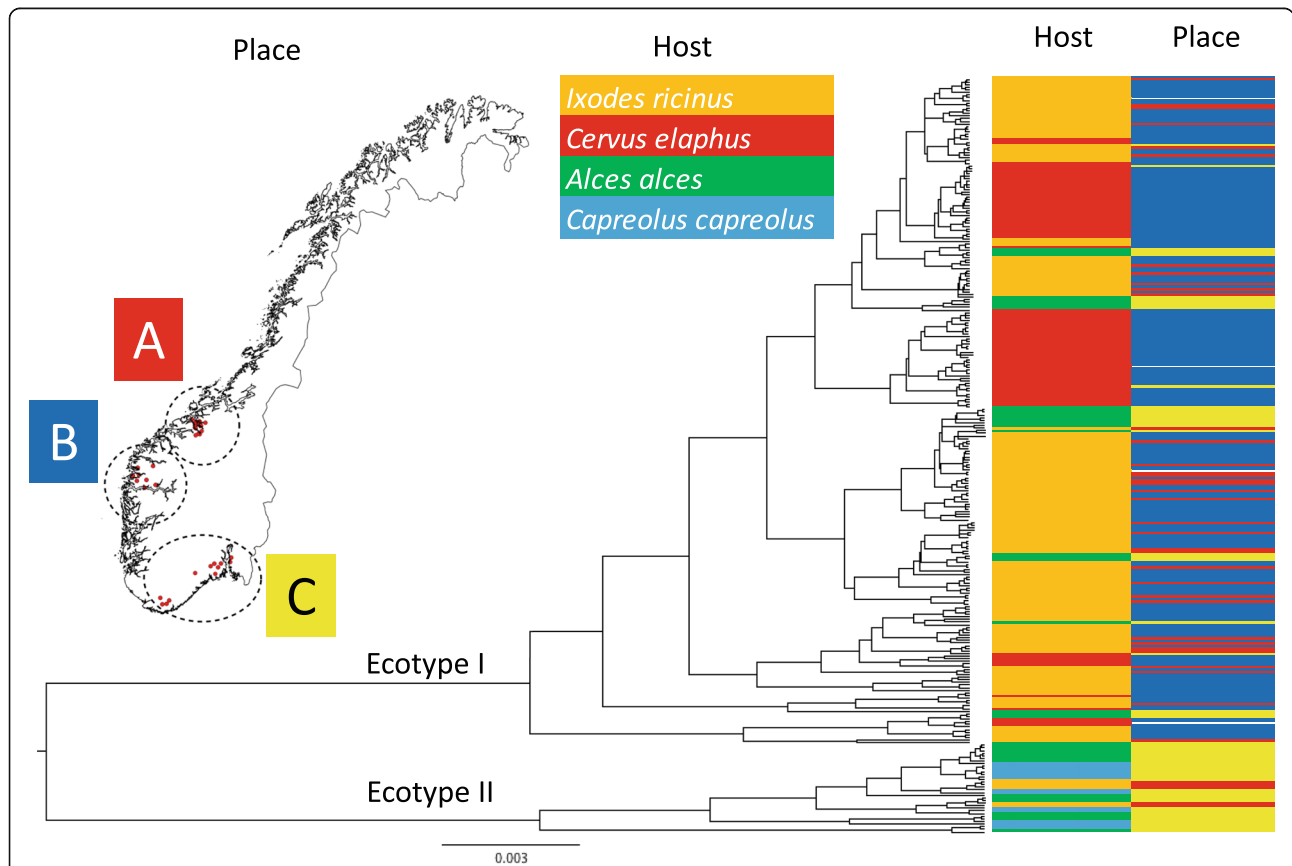 Place
Host
Host
Place
Ixodes ricinus
Cervus elaphus
Alces alces
Capreolus capreolus
A
B
C
Ecotype I
Ecotype II
0.003